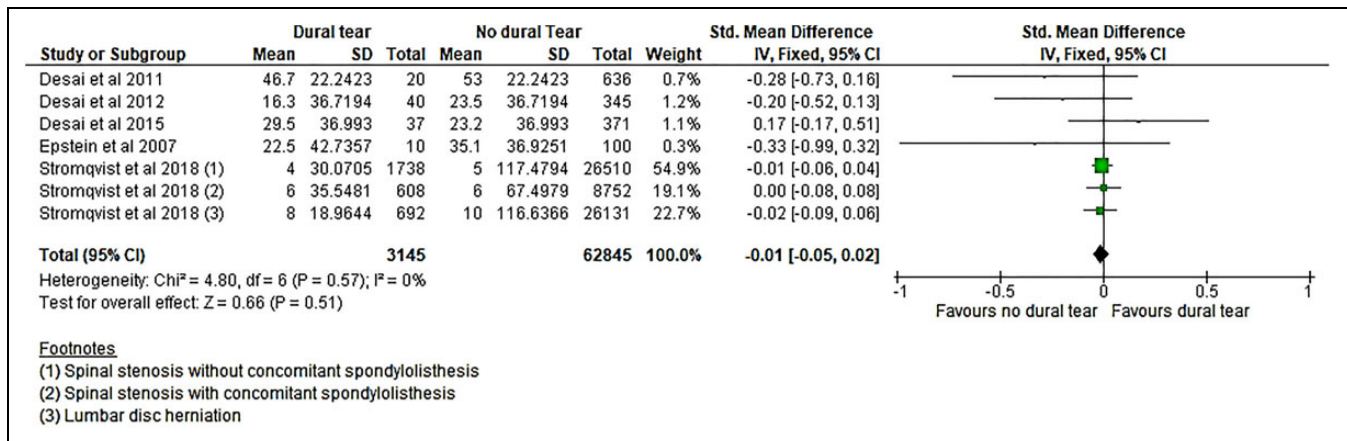 Dural tear No dural Tear Std. Mean Difference Std. Mean Difference
Study or Subgroup Mean SD Total Mean SD Total Weight IV, Fixed, 95% CI IV, Fixed, 95% CI
Desai et al 2011 46.7 22.2423 20 53 22.2423 636 0.7% -0.28 [-0.73, 0.16]
Desai et al 2012 16.3 36.7194 40 23.5 36.7194 345 1.2% -0.20 [-0.52, 0.13]
Desai et al 2015 29.5 36.993 37 23.2 36.993 371 1.1% 0.17 [-0.17, 0.51]
Epstein et al 2007 22.5 42.7357 10 35.1 36.9251 100 0.3% -0.33 [-0.99, 0.32]
Stromqvist et al 2018 (1) 4 30.0705 1738 5 117.4794 26510 54.9% -0.01 [-0.06, 0.04]
Stromqvist et al 2018 (2) 6 35.5481 608 6 67.4979 8752 19.1% 0.00 [-0.08, 0.08]
Stromqvist et al 2018 (3) 8 18.9644 692 10 116.6366 26131 22.7% -0.02 [-0.09, 0.06]
Total (95% CI) 3145 62845 100.0% -0.01 [-0.05, 0.02]
Heterogeneity: Chi² = 4.80, df = 6 (P = 0.57); I² = 0%
Test for overall effect: Z = 0.66 (P = 0.51)
-1 -0.5 0 0.5 1
Favours no dural tear Favours dural tear
Footnotes
(1) Spinal stenosis without concomitant spondylolisthesis
(2) Spinal stenosis with concomitant spondylolisthesis
(3) Lumbar disc herniation